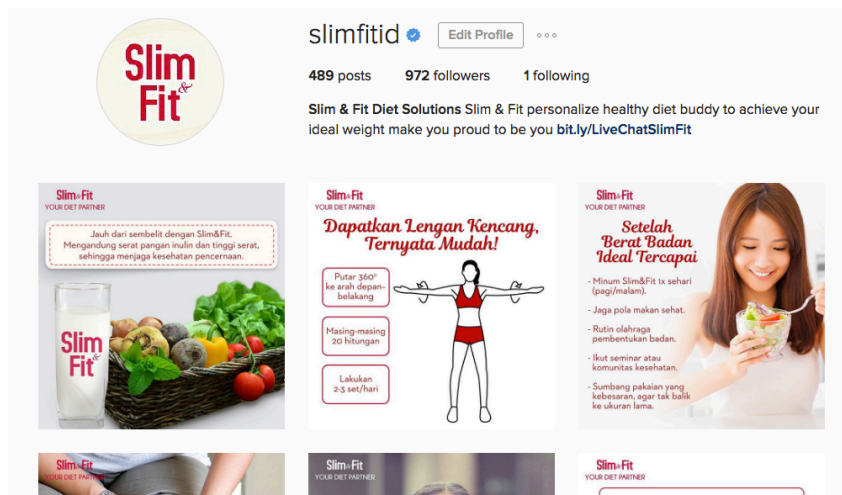 Slim
&
Fit
slimfitid
Edit Profile
489 posts 972 followers 1 following
Slim & Fit Diet Solutions Slim & Fit personalize healthy diet buddy to achieve your
ideal weight make you proud to be you bit.ly/LiveChatSlimFit
Slim&Fit
YOUR DIET PARTNER
Jauh dari sembelit dengan Slim&Fit.
Mengandung serat pangan inulin dan tinggi serat,
sehingga menjaga kesehatan pencernaan.
Slim
&
Fit
Slim&Fit
YOUR DIET PARTNER
Dapatkan Lengan Kencang,
Ternyata Mudah!
Putar 360°
ke arah depan-
belakang
Masing-masing
20 hitungan
Lakukan
2-3 set/hari
Slim&Fit
YOUR DIET PARTNER
Setelah
Berat Badan
Ideal Tercapai
- Minum Slim&Fit 1x sehari
(pagi/malam).
- Jaga pola makan sehat.
- Rutin olahraga
pembentukan badan.
- Ikut seminar atau
komunitas kesehatan.
- Sumbang pakaian yang
kebesaran, agar tak balik
ke ukuran lama.
Slim&Fit
YOUR DIET PARTNER
Slim&Fit
YOUR DIET PARTNER
Slim&Fit
YOUR DIET PARTNER